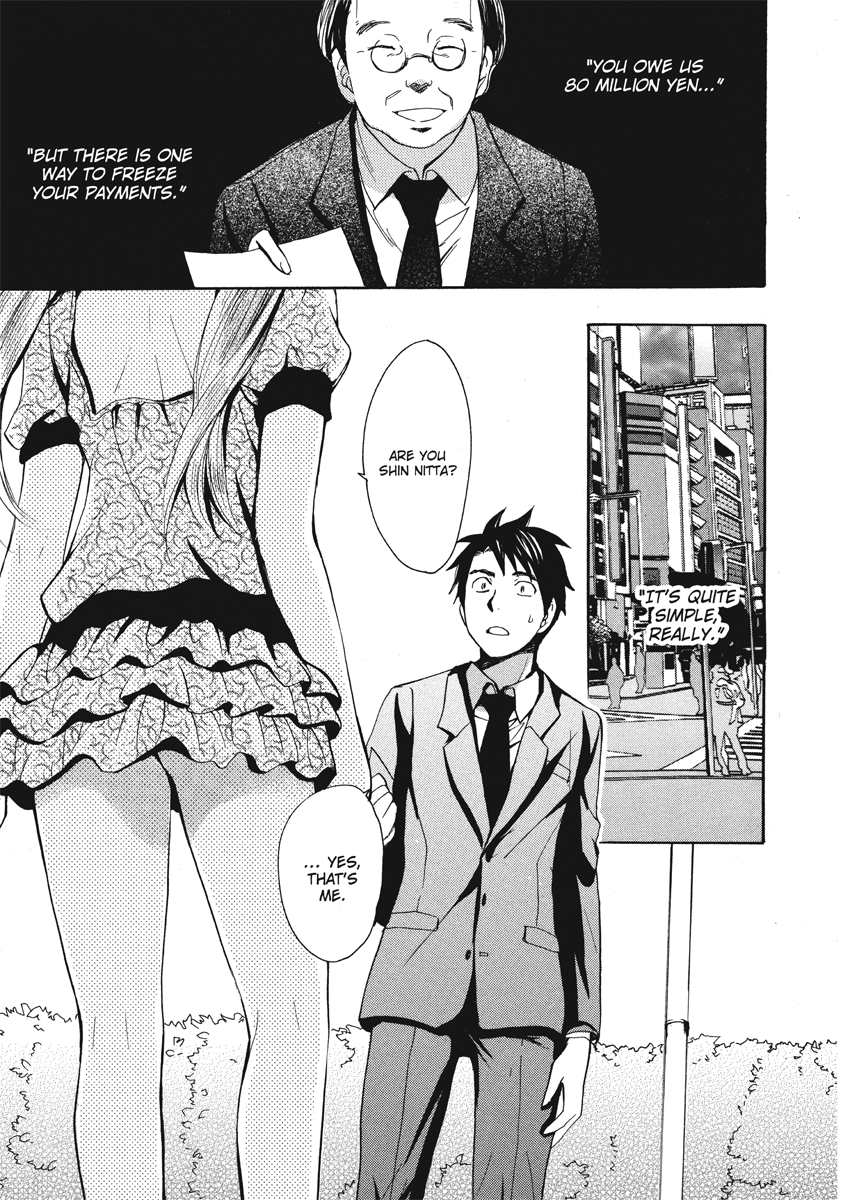 "YOU OWE US
80 MILLION YEN..."
"BUT THERE IS ONE
WAY TO FREEZE
YOUR PAYMENTS."
"IT'S QUITE
SIMPLE,
REALLY."
ARE YOU
SHIN NITTA?
... YES,
THAT'S
ME.